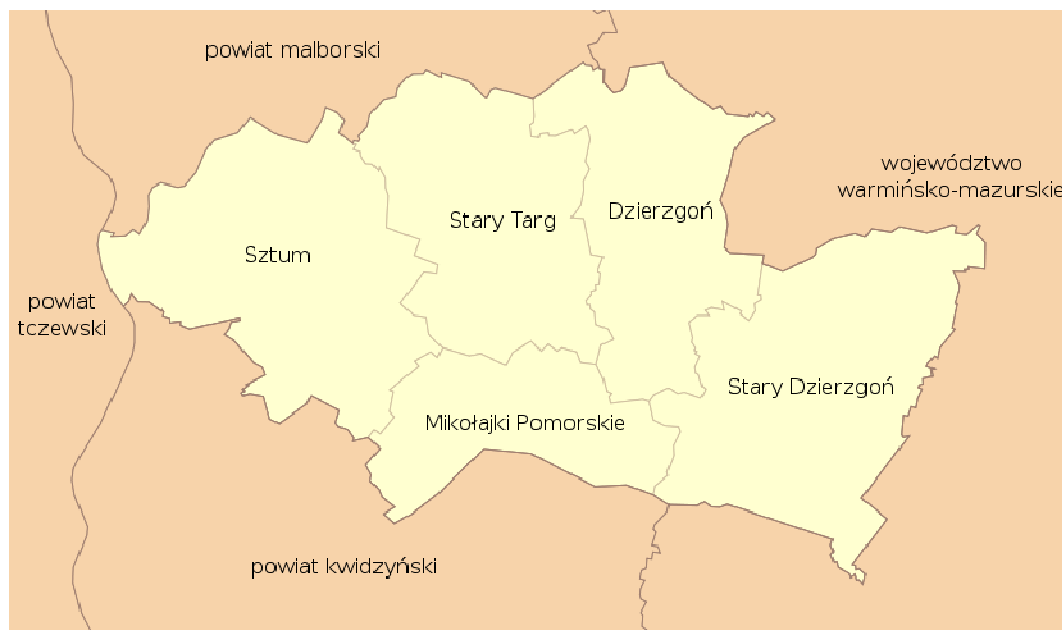 powiat malborski
województwo
warmińsko-mazurskie
Stary Targ
Dzierzgoń
Sztum
powiat
tczewski
Stary Dzierzgoń
Mikołajki Pomorskie
powiat kwidzyński